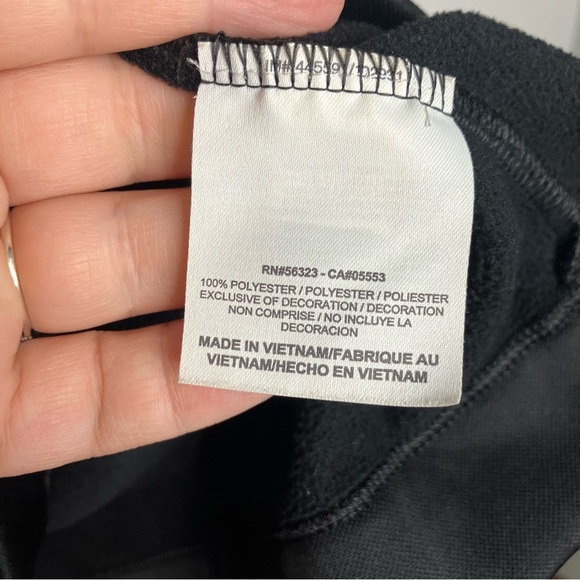 RN#56323 - CA#05553
100% POLYESTER / POLYESTER / POLIESTER
EXCLUSIVE OF DECORATION / DECORATION
NON COMPRISE / NO INCLUYE LA
DECORACION
MADE IN VIETNAM/FABRIQUE AU
VIETNAM/HECHO EN VIETNAM